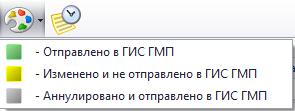 - Отправлено в ГИС ГМП
- Изменено и не отправлено в ГИС ГМП
- Аннулировано и отправлено в ГИС ГМП